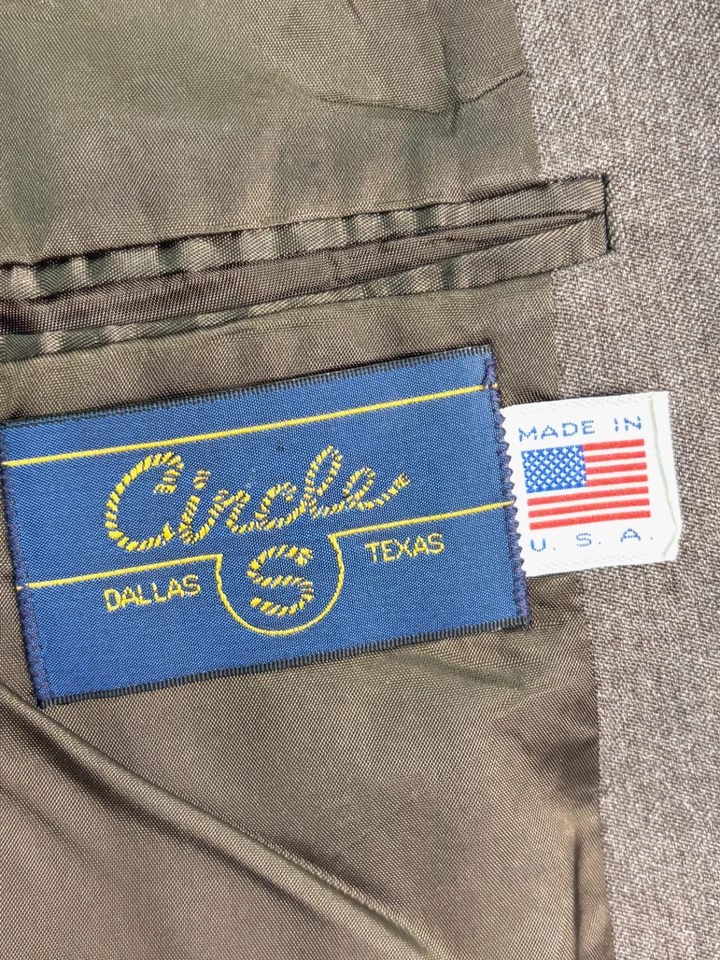 Circle
S
DALLAS
TEXAS
MADE IN
U. S. A.